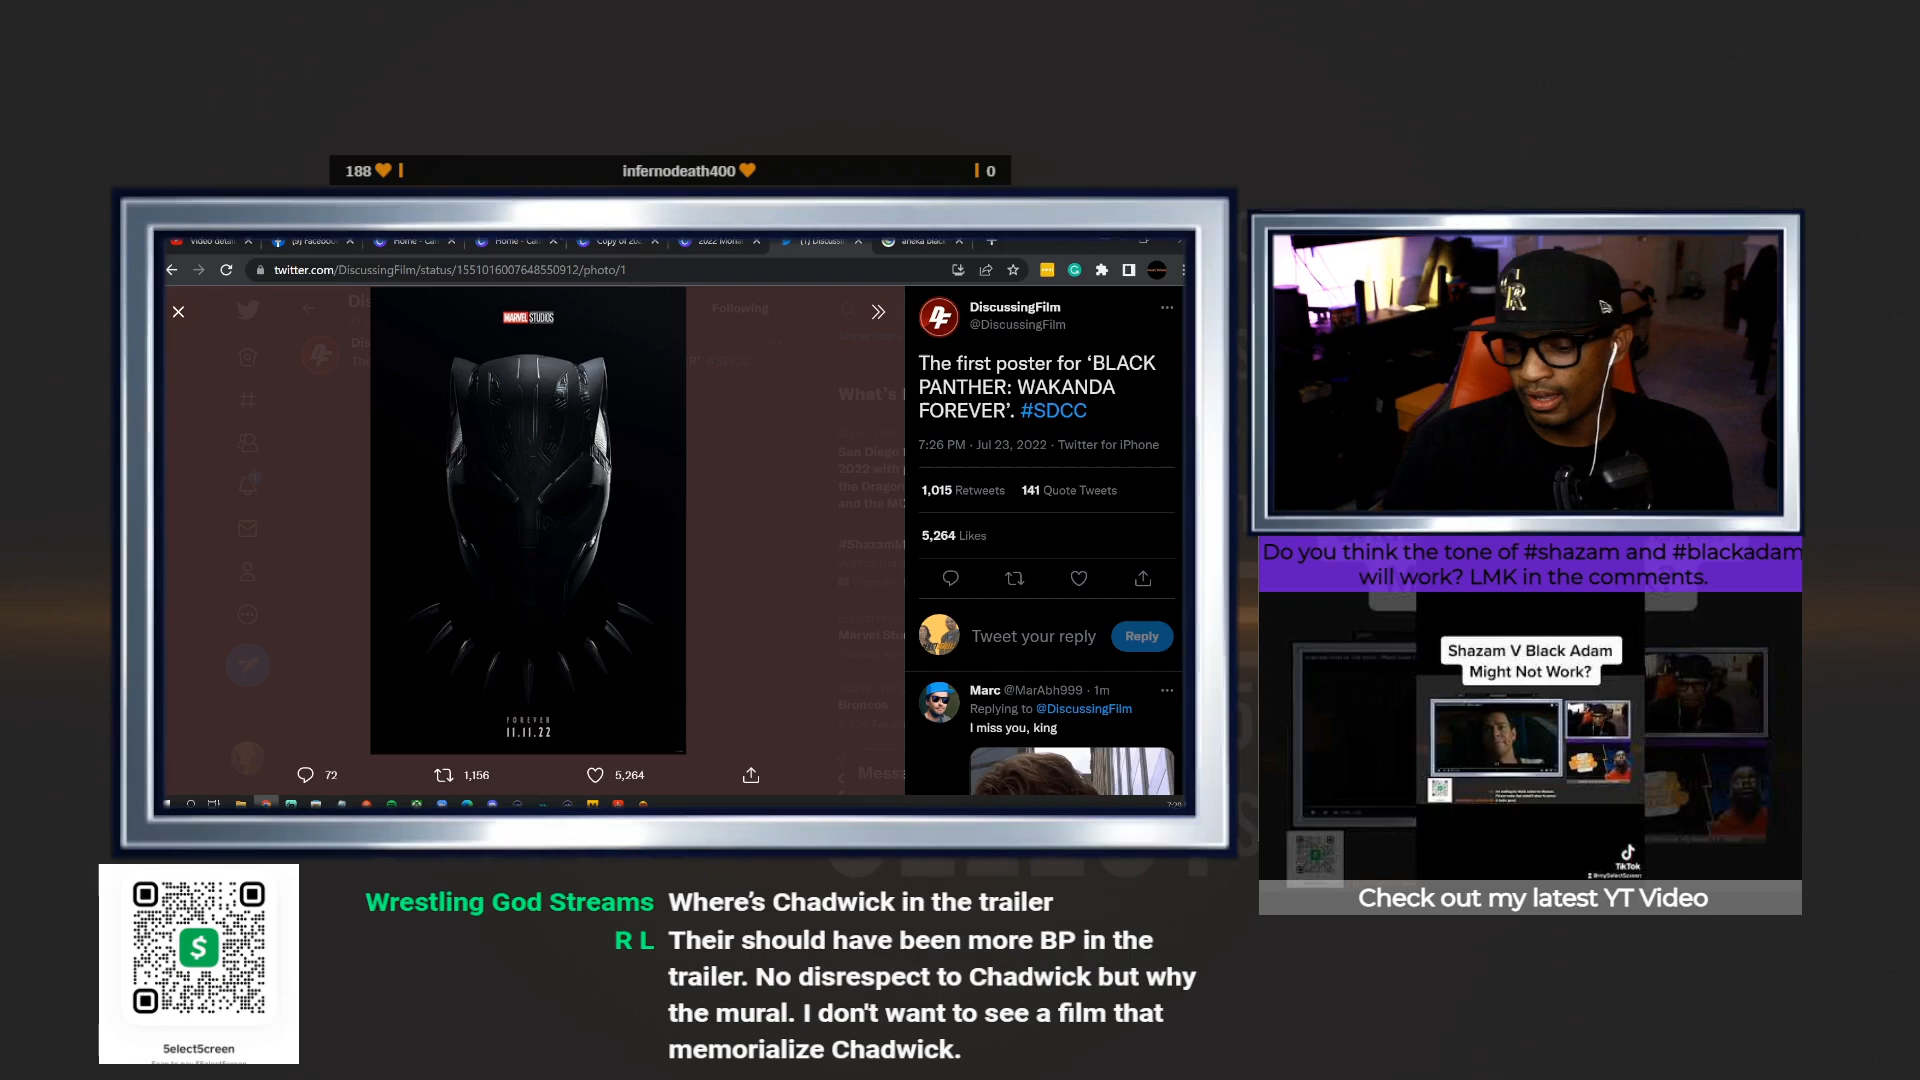 188
infernodeath400
0
twitter.com/DiscussingFilm/status/1551016007648550912/photo/1
Following
MARVEL STUDIOS
FOREVER
11.11.22
72
1,156
5,264
DiscussingFilm
@DiscussingFilm
The first poster for ‘BLACK
PANTHER: WAKANDA
FOREVER’. #SDCC
7:26 PM · Jul 23, 2022 · Twitter for iPhone
1,015 Retweets 141 Quote Tweets
5,264 Likes
Tweet your reply
Reply
Marc @MarAbh999 · 1m
Replying to @DiscussingFilm
I miss you, king
Do you think the tone of #shazam and #blackadam
will work? LMK in the comments.
Shazam V Black Adam
Might Not Work?
TikTok
Check out my latest YT Video
5elect5creen
Wrestling God Streams Where’s Chadwick in the trailer
R L Their should have been more BP in the
trailer. No disrespect to Chadwick but why
the mural. I don't want to see a film that
memorialize Chadwick.